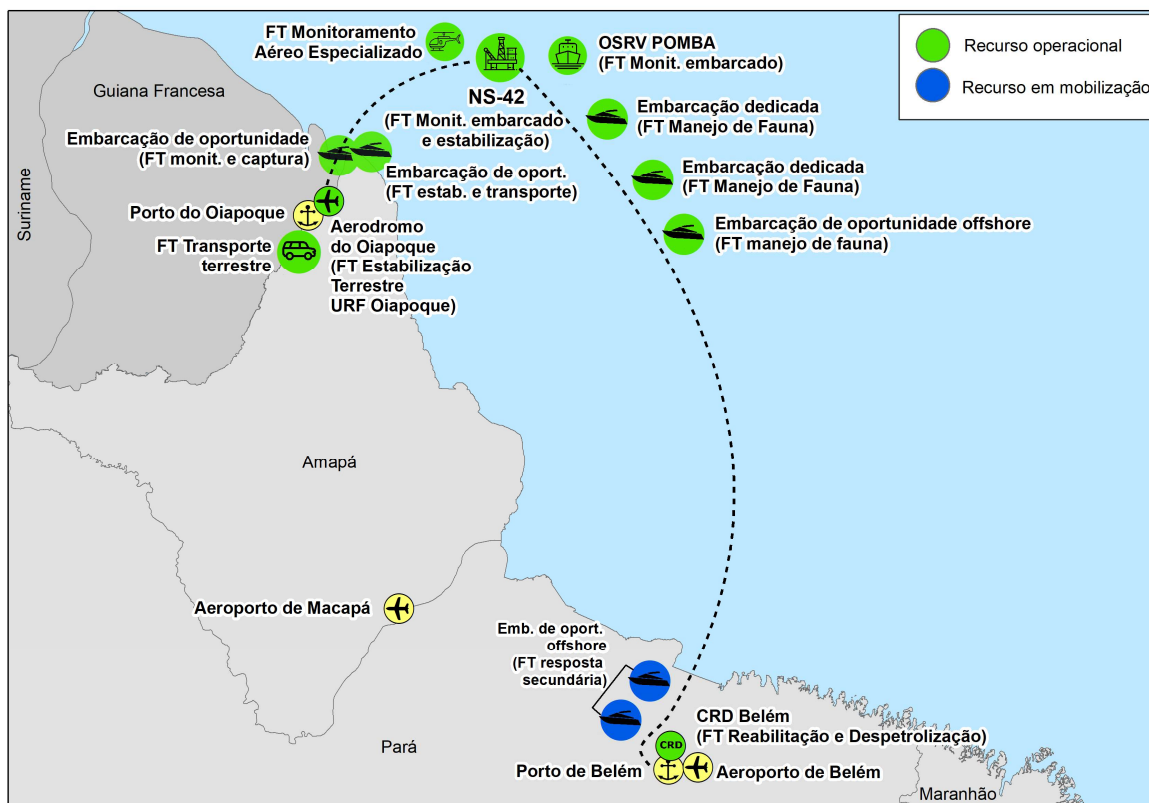 FT Monitoramento
Aéreo Especializado
OSRV POMBA
(FT Monit. embarcado)
Recurso operacional
Recurso em mobilização
Guiana Francesa
NS-42
(FT Monit. embarcado
e estabilização)
Embarcação dedicada
(FT Manejo de Fauna)
Embarcação de oportunidade
(FT monit. e captura)
Embarcação de oport.
(FT estab. e transporte)
Embarcação dedicada
(FT Manejo de Fauna)
Suriname
Porto do Oiapoque
Embarcação de oportunidade offshore
(FT manejo de fauna)
FT Transporte
terrestre
Aerodromo
do Oiapoque
(FT Estabilização
Terrestre
URF Oiapoque)
Amapá
Aeroporto de Macapá
Emb. de oport.
offshore
(FT resposta
secundária)
Pará
CRD Belém
(FT Reabilitação e Despetrolização)
CRD
Porto de Belém
Aeroporto de Belém
Maranhão